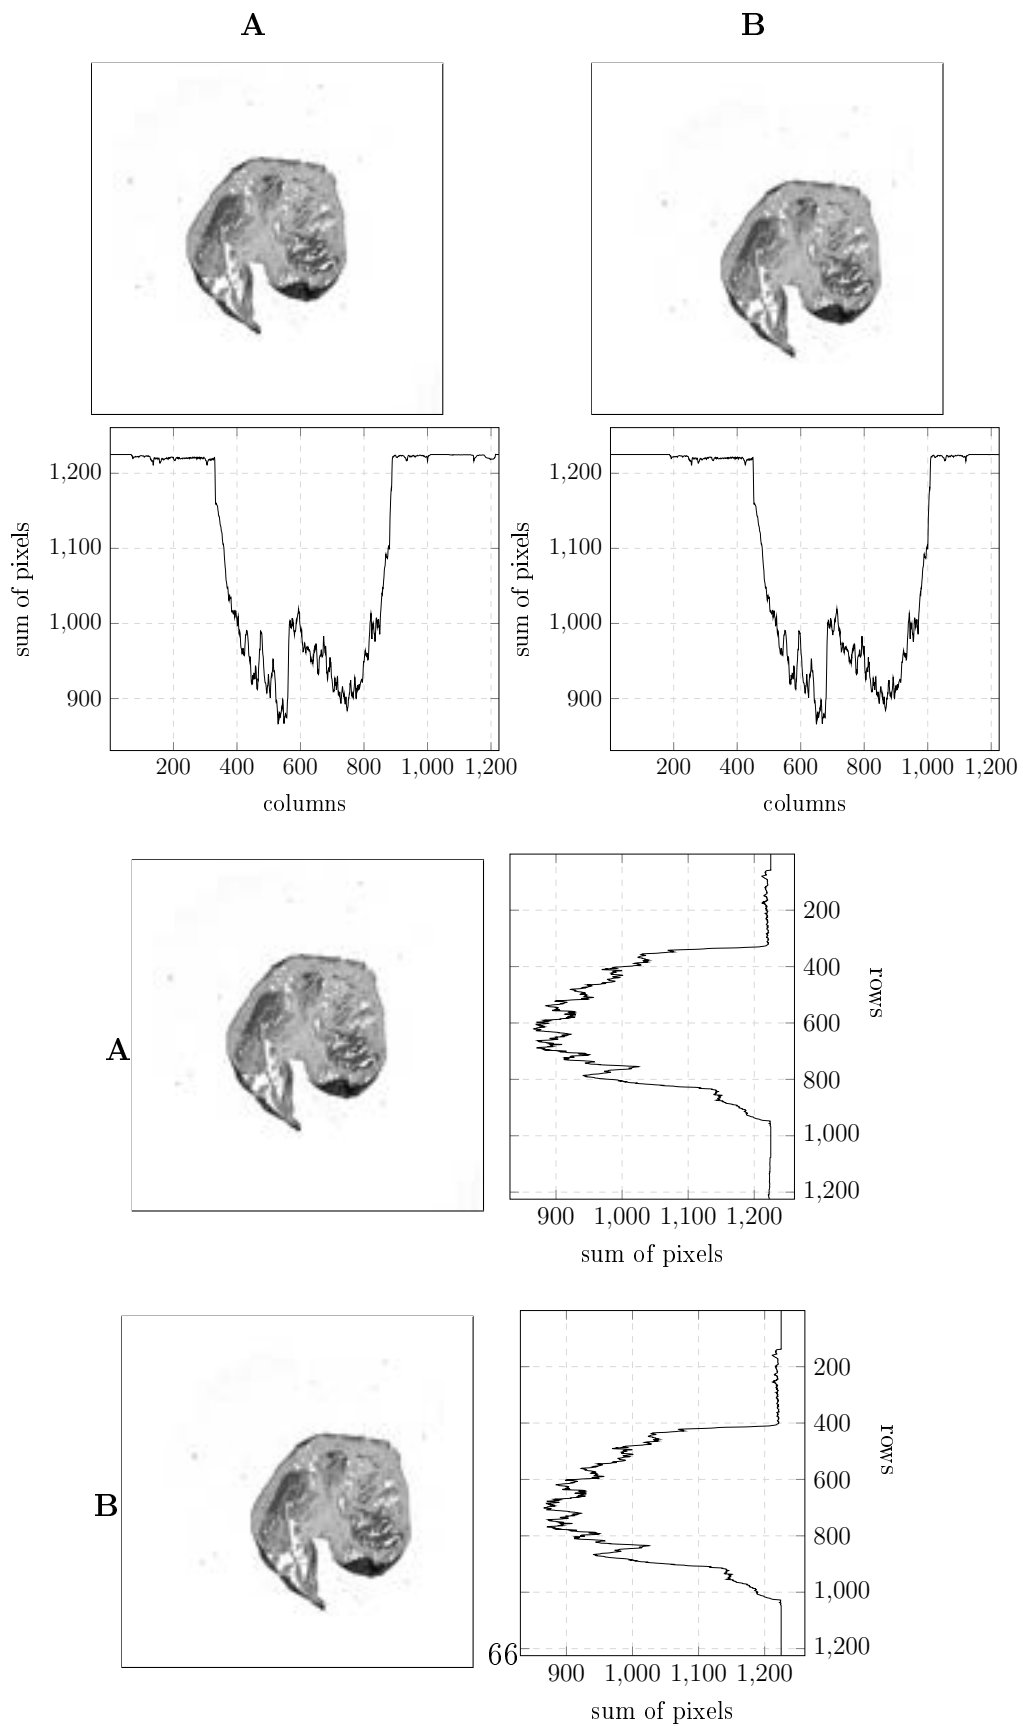 A B
1,200 1,200
1,100 1,100
sum of pixels sum of pixels
1,000 1,000
900 900
200 400 600 800 1,000 1,200 200 400 600 800 1,000 1,200
columns columns
A
200
400
rows
600
800
1,000
1,200
900 1,000 1,100 1,200
sum of pixels
B
200
400
rows
600
800
1,000
1,200
66
900 1,000 1,100 1,200
sum of pixels